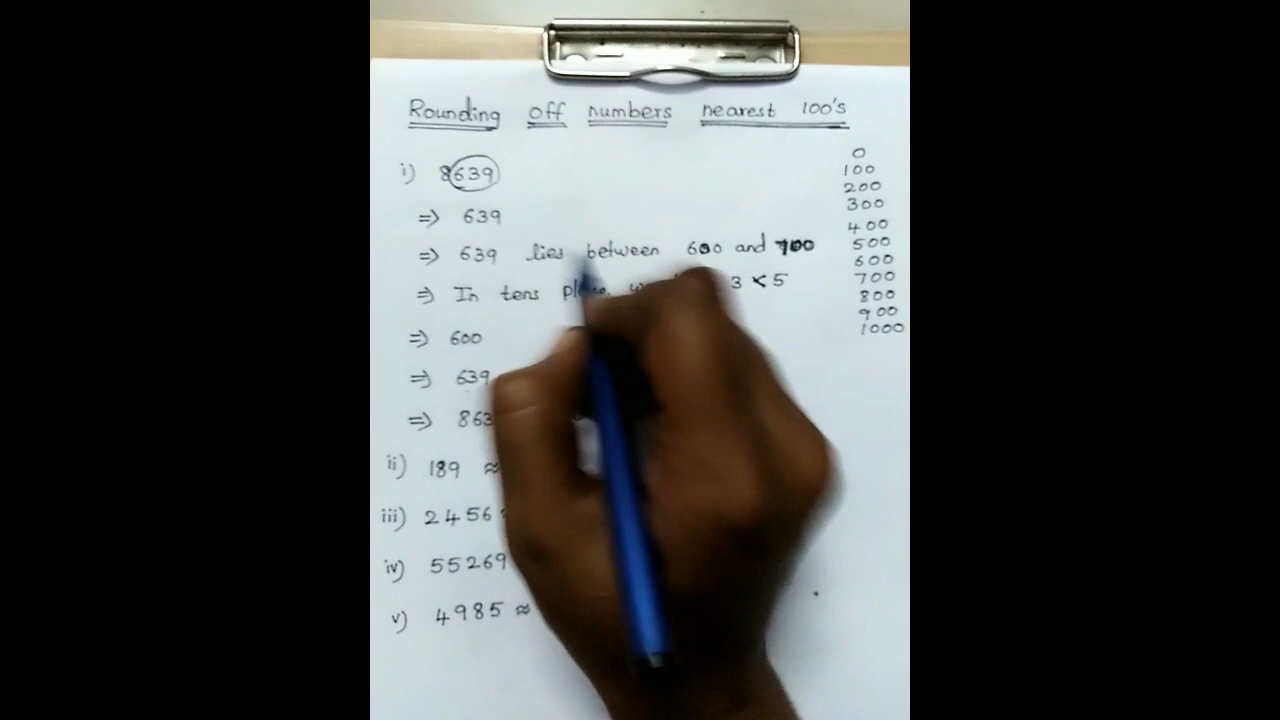 Rounding off numbers nearest 100's
i) 8639
⇒ 639
⇒ 639 lies between 600 and 700
⇒ In tens place 3 < 5
⇒ 600
⇒ 639
⇒ 863
ii) 189 ≈
iii) 2456
iv) 55269
v) 4985 ≈
0
100
200
300
400
500
600
700
800
900
1000